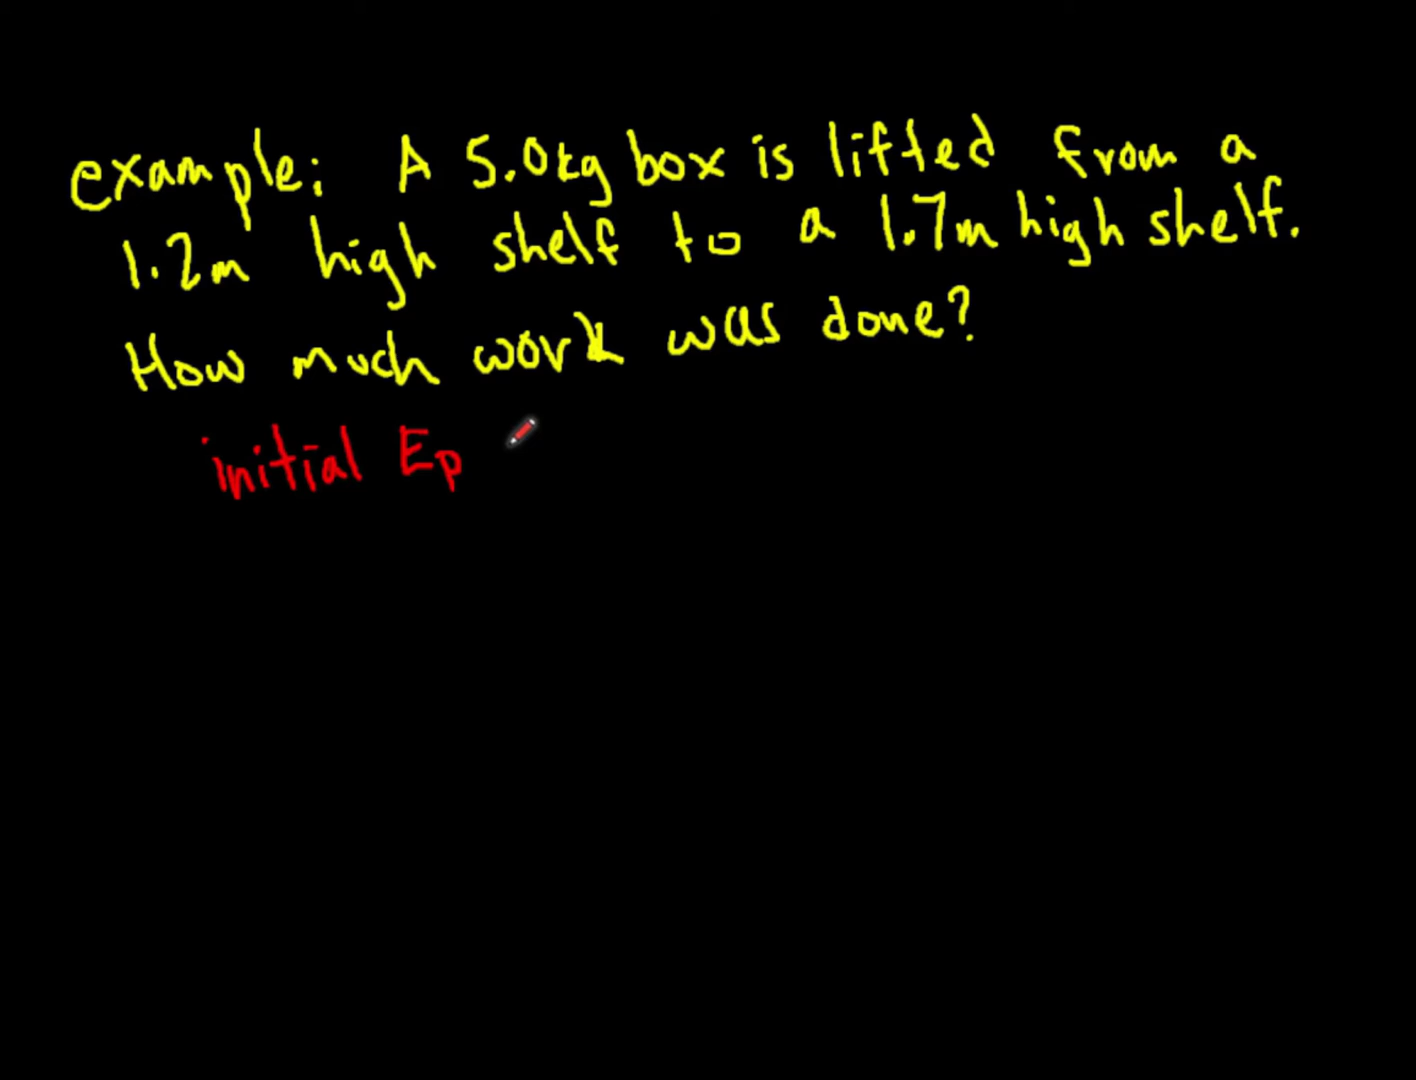 example: A 5.0kg box is lifted from a
1.2m high shelf to a 1.7m high shelf.
How much work was done?
initial Ep